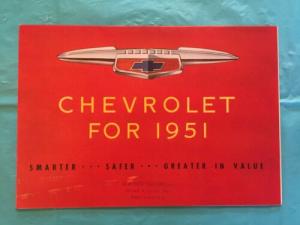 CHEVROLET
FOR 1951
SMARTER · · · SAFER · · · GREATER IN VALUE